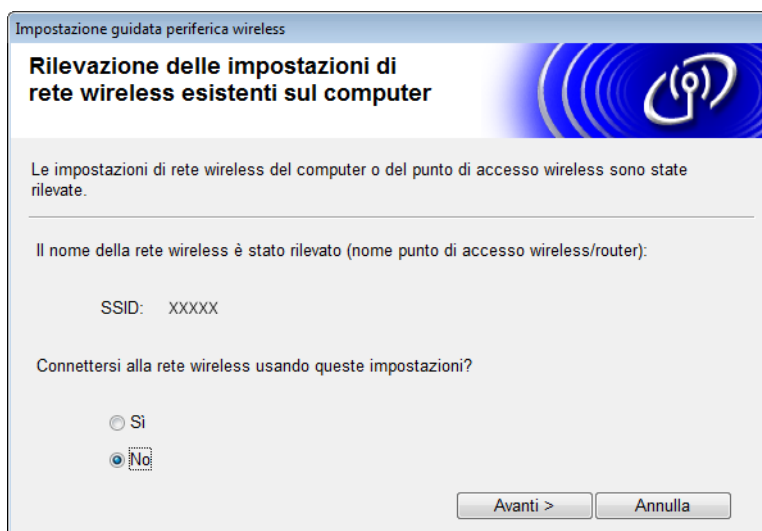 Impostazione guidata periferica wireless
Rilevazione delle impostazioni di
rete wireless esistenti sul computer
Le impostazioni di rete wireless del computer o del punto di accesso wireless sono state
rilevate.
Il nome della rete wireless è stato rilevato (nome punto di accesso wireless/router):
SSID: XXXXX
Connettersi alla rete wireless usando queste impostazioni?
Sì
No
Avanti > Annulla